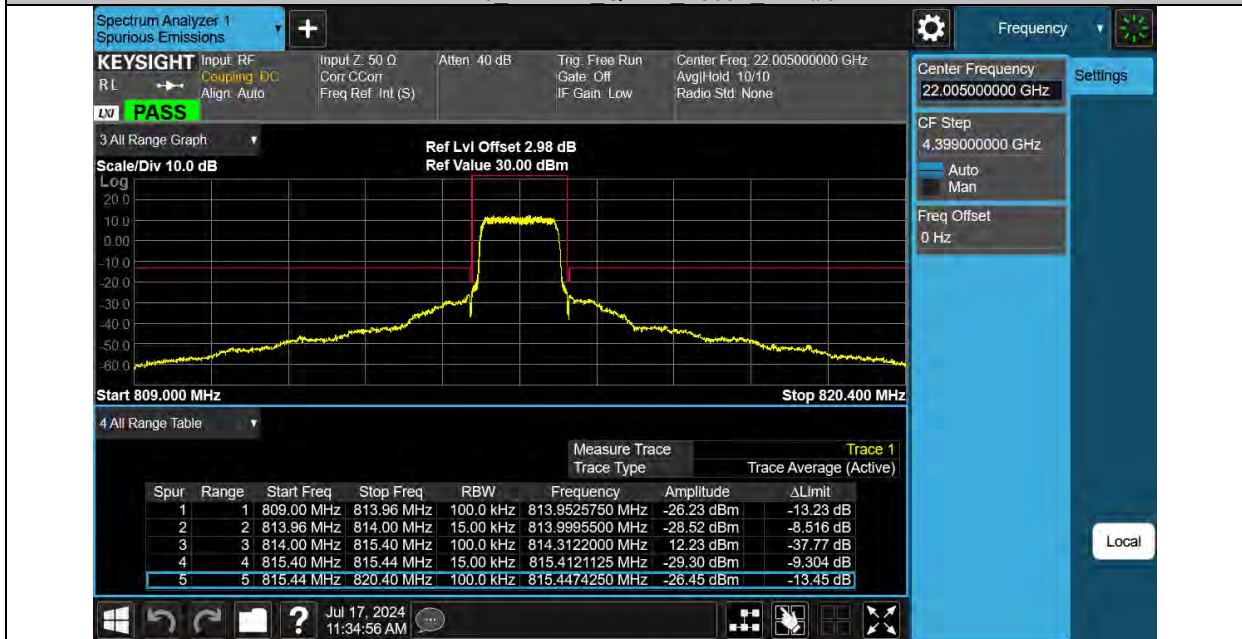 Spectrum Analyzer 1
Spurious Emissions
+
Frequency
KEYSIGHT Input: RF Input Z: 50 Ω Atten: 40 dB Trig: Free Run Center Freq: 22.005000000 GHz
RL Coupling: DC Corr CCorr Gate: Off Avg|Hold: 10/10
Align: Auto Freq Ref: Int (S) IF Gain: Low Radio Std: None
LXI PASS
Center Frequency
22.005000000 GHz
Settings
CF Step
4.399000000 GHz
Auto
Man
Freq Offset
0 Hz
Local
3 All Range Graph
Ref Lvl Offset 2.98 dB
Scale/Div 10.0 dB Ref Value 30.00 dBm
Log
20.0
10.0
0.00
-10.0
-20.0
-30.0
-40.0
-50.0
-60.0
Start 809.000 MHz Stop 820.400 MHz
4 All Range Table
Measure Trace Trace 1
Trace Type Trace Average (Active)
Spur Range Start Freq Stop Freq RBW Frequency Amplitude ΔLimit
1 1 809.00 MHz 813.96 MHz 100.0 kHz 813.9525750 MHz -26.23 dBm -13.23 dB
2 2 813.96 MHz 814.00 MHz 15.00 kHz 813.9995500 MHz -28.52 dBm -8.516 dB
3 3 814.00 MHz 815.40 MHz 100.0 kHz 814.3122000 MHz 12.23 dBm -37.77 dB
4 4 815.40 MHz 815.44 MHz 15.00 kHz 815.4121125 MHz -29.30 dBm -9.304 dB
5 5 815.44 MHz 820.40 MHz 100.0 kHz 815.4474250 MHz -26.45 dBm -13.45 dB
? Jul 17, 2024
11:34:56 AM